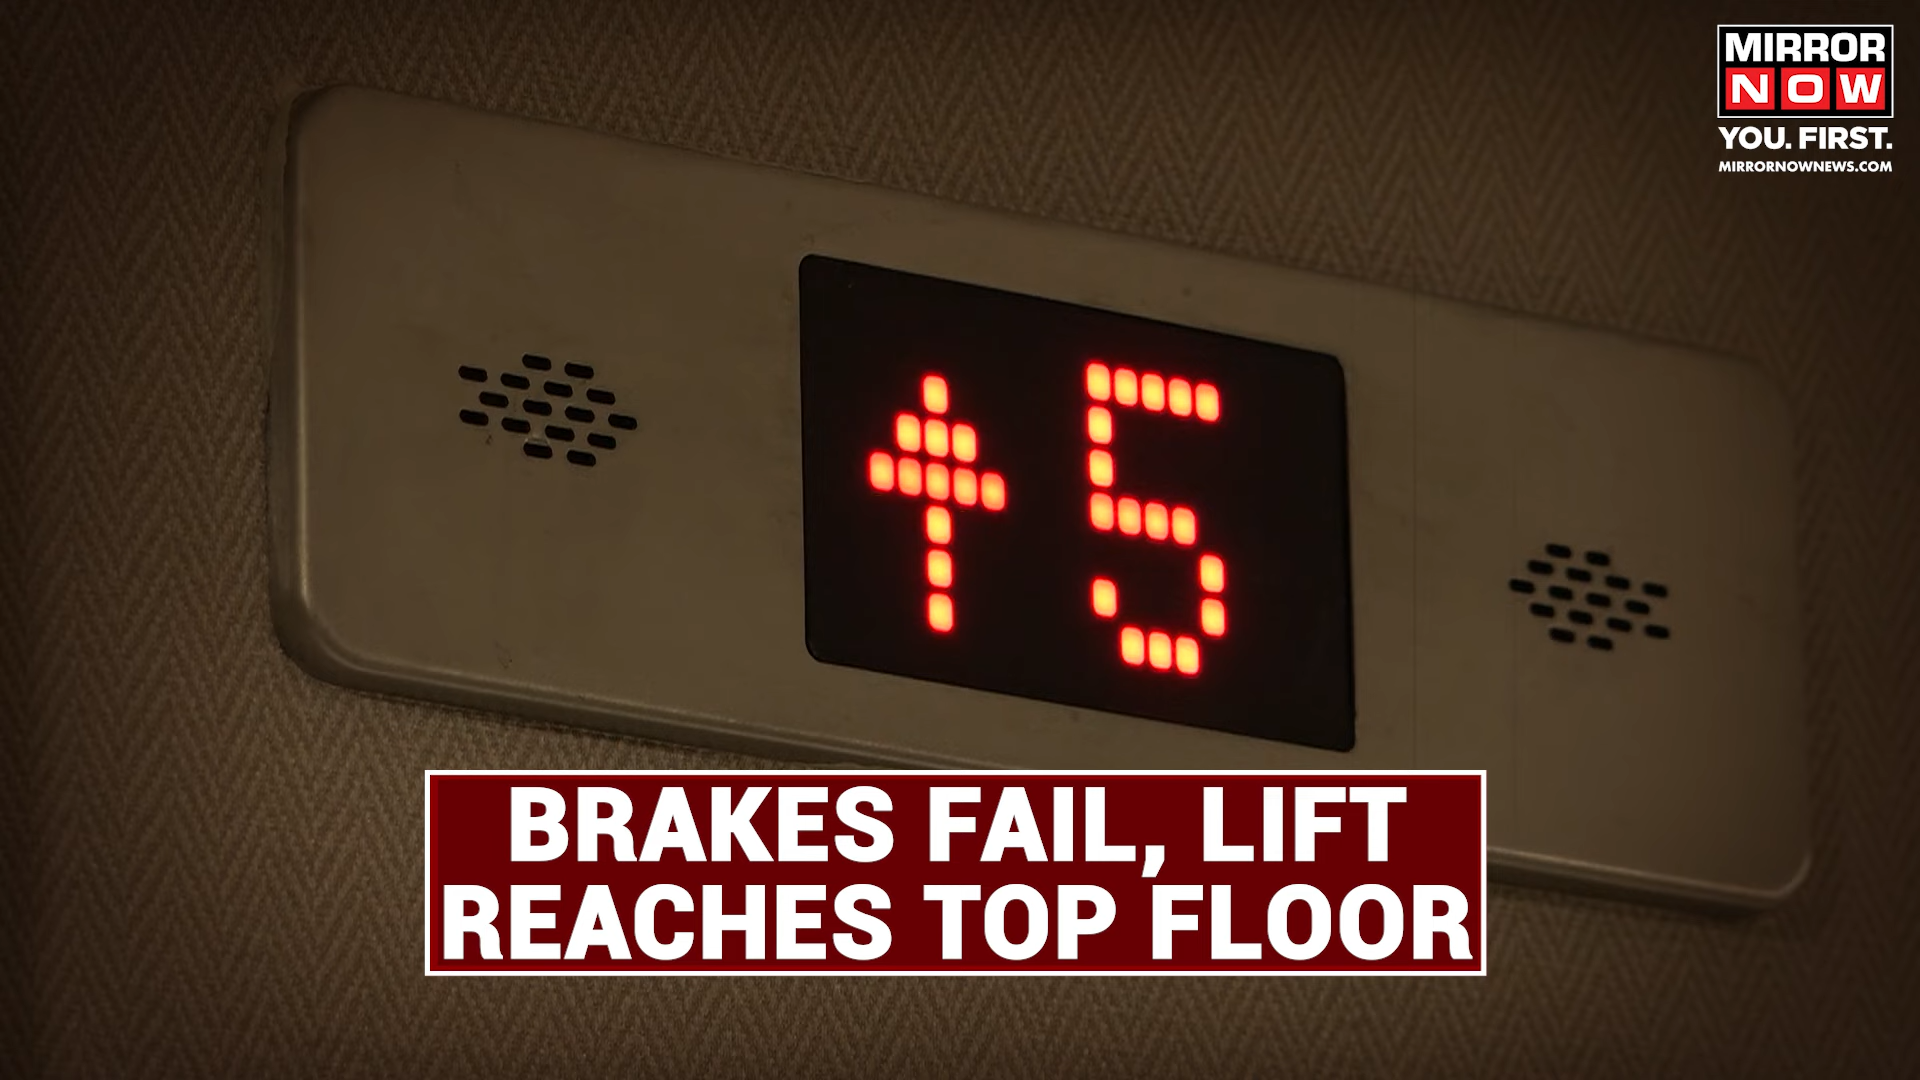 MIRROR
NOW
YOU. FIRST.
MIRRORNOWNEWS.COM
5
BRAKES FAIL, LIFT
REACHES TOP FLOOR